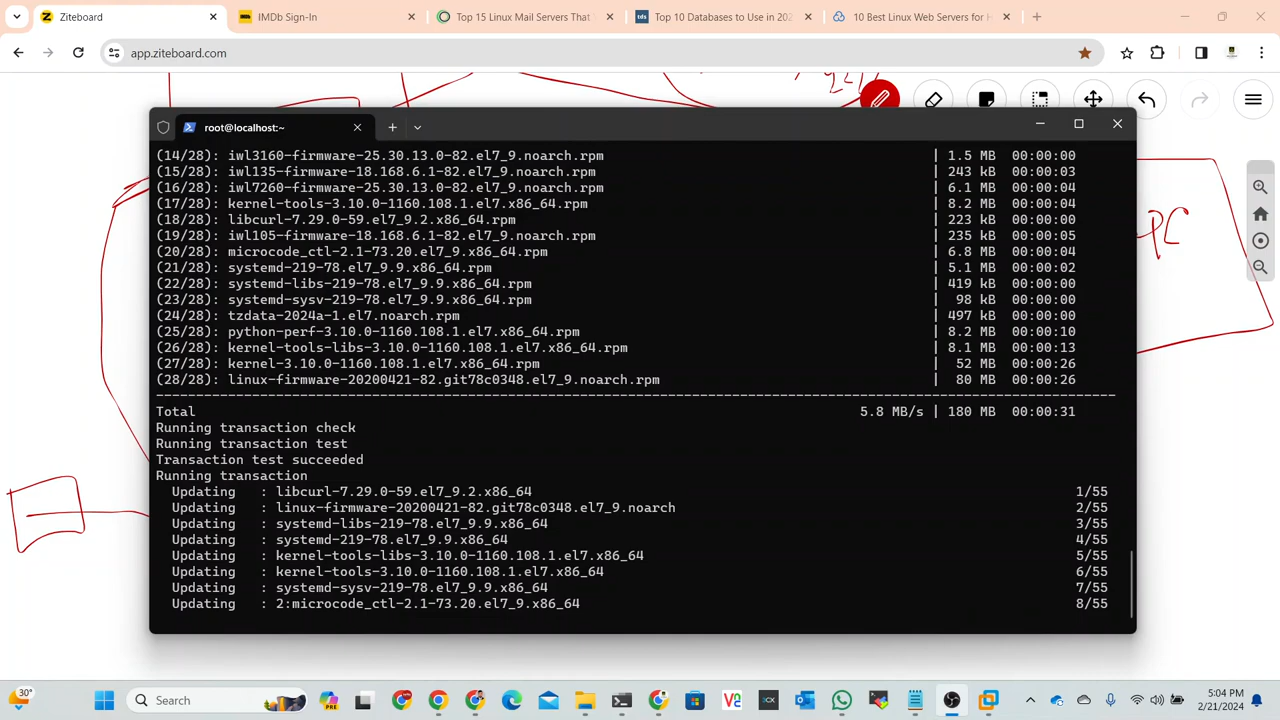 Ziteboard
IMDb Sign-In
Top 15 Linux Mail Servers That
Top 10 Databases to Use in 202
10 Best Linux Web Servers for H
app.ziteboard.com
root@localhost:~
(14/28): iwl3160-firmware-25.30.13.0-82.el7_9.noarch.rpm | 1.5 MB 00:00:00
(15/28): iwl135-firmware-18.168.6.1-82.el7_9.noarch.rpm | 243 kB 00:00:03
(16/28): iwl7260-firmware-25.30.13.0-82.el7_9.noarch.rpm | 6.1 MB 00:00:04
(17/28): kernel-tools-3.10.0-1160.108.1.el7.x86_64.rpm | 8.2 MB 00:00:04
(18/28): libcurl-7.29.0-59.el7_9.2.x86_64.rpm | 223 kB 00:00:00
(19/28): iwl105-firmware-18.168.6.1-82.el7_9.noarch.rpm | 235 kB 00:00:05
(20/28): microcode_ctl-2.1-73.20.el7_9.x86_64.rpm | 6.8 MB 00:00:04
(21/28): systemd-219-78.el7_9.9.x86_64.rpm | 5.1 MB 00:00:02
(22/28): systemd-libs-219-78.el7_9.9.x86_64.rpm | 419 kB 00:00:00
(23/28): systemd-sysv-219-78.el7_9.9.x86_64.rpm | 98 kB 00:00:00
(24/28): tzdata-2024a-1.el7.noarch.rpm | 497 kB 00:00:00
(25/28): python-perf-3.10.0-1160.108.1.el7.x86_64.rpm | 8.2 MB 00:00:10
(26/28): kernel-tools-libs-3.10.0-1160.108.1.el7.x86_64.rpm | 8.1 MB 00:00:13
(27/28): kernel-3.10.0-1160.108.1.el7.x86_64.rpm | 52 MB 00:00:26
(28/28): linux-firmware-20200421-82.git78c0348.el7_9.noarch.rpm | 80 MB 00:00:26
Total 5.8 MB/s | 180 MB 00:00:31
Running transaction check
Running transaction test
Transaction test succeeded
Running transaction
Updating : libcurl-7.29.0-59.el7_9.2.x86_64 1/55
Updating : linux-firmware-20200421-82.git78c0348.el7_9.noarch 2/55
Updating : systemd-libs-219-78.el7_9.9.x86_64 3/55
Updating : systemd-219-78.el7_9.9.x86_64 4/55
Updating : kernel-tools-libs-3.10.0-1160.108.1.el7.x86_64 5/55
Updating : kernel-tools-3.10.0-1160.108.1.el7.x86_64 6/55
Updating : systemd-sysv-219-78.el7_9.9.x86_64 7/55
Updating : 2:microcode_ctl-2.1-73.20.el7_9.x86_64 8/55
PC
30°
Search
PRE
5:04 PM
2/21/2024